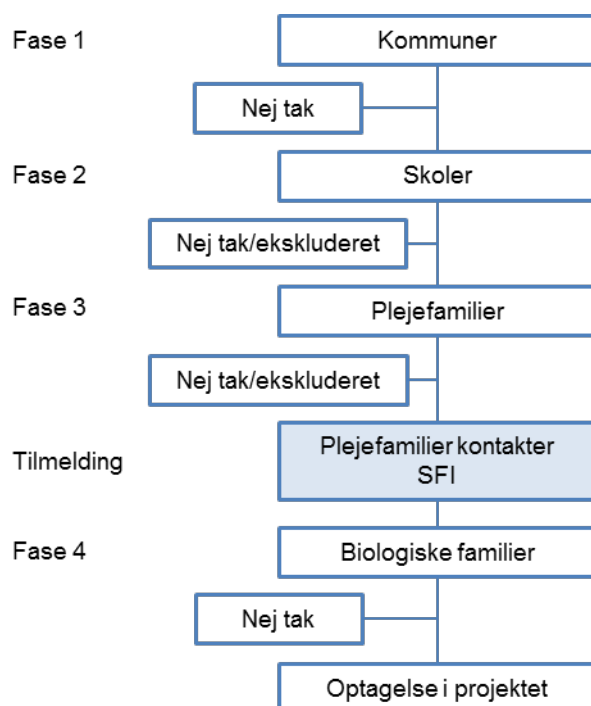 Fase 1
Kommuner
Nej tak
Fase 2
Skoler
Nej tak/ekskluderet
Fase 3
Plejefamilier
Nej tak/ekskluderet
Tilmelding
Plejefamilier kontakter
SFI
Fase 4
Biologiske familier
Nej tak
Optagelse i projektet